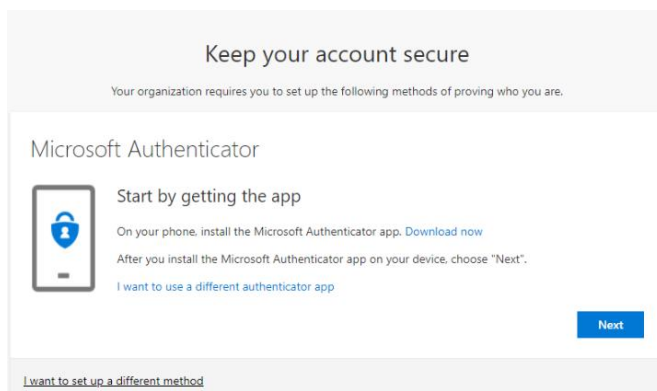 Keep your account secure
Your organization requires you to set up the following methods of proving who you are.
Microsoft Authenticator
Start by getting the app
On your phone, install the Microsoft Authenticator app. Download now
After you install the Microsoft Authenticator app on your device, choose "Next".
I want to use a different authenticator app
Next
I want to set up a different method